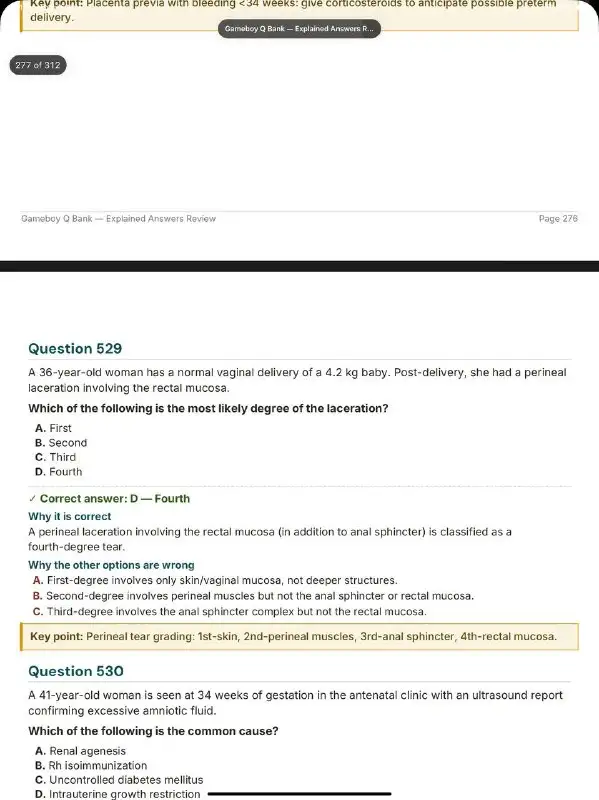 Key point: Placenta previa with bleeding <34 weeks: give corticosteroids to anticipate possible preterm
delivery.
Gameboy Q Bank — Explained Answers R...
277 of 312
Gameboy Q Bank — Explained Answers Review
Page 276
Question 529
A 36-year-old woman has a normal vaginal delivery of a 4.2 kg baby. Post-delivery, she had a perineal
laceration involving the rectal mucosa.
Which of the following is the most likely degree of the laceration?
A. First
B. Second
C. Third
D. Fourth
✓ Correct answer: D — Fourth
Why it is correct
A perineal laceration involving the rectal mucosa (in addition to anal sphincter) is classified as a
fourth-degree tear.
Why the other options are wrong
A. First-degree involves only skin/vaginal mucosa, not deeper structures.
B. Second-degree involves perineal muscles but not the anal sphincter or rectal mucosa.
C. Third-degree involves the anal sphincter complex but not the rectal mucosa.
Key point: Perineal tear grading: 1st-skin, 2nd-perineal muscles, 3rd-anal sphincter, 4th-rectal mucosa.
Question 530
A 41-year-old woman is seen at 34 weeks of gestation in the antenatal clinic with an ultrasound report
confirming excessive amniotic fluid.
Which of the following is the common cause?
A. Renal agenesis
B. Rh isoimmunization
C. Uncontrolled diabetes mellitus
D. Intrauterine growth restriction